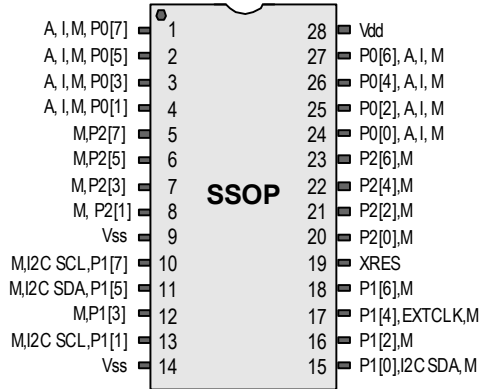 A, I, M, P0[7] 1 28 Vdd
A, I, M, P0[5] 2 27 P0[6], A, I, M
A, I, M, P0[3] 3 26 P0[4], A, I, M
A, I, M, P0[1] 4 25 P0[2], A, I, M
M,P2[7] 5 24 P0[0], A, I, M
M,P2[5] 6 23 P2[6],M
M,P2[3] 7 SSOP 22 P2[4],M
M, P2[1] 8 21 P2[2],M
Vss 9 20 P2[0],M
M,I2C SCL,P1[7] 10 19 XRES
M,I2C SDA,P1[5] 11 18 P1[6],M
M,P1[3] 12 17 P1[4],EXTCLK,M
M,I2C SCL,P1[1] 13 16 P1[2],M
Vss 14 15 P1[0],I2C SDA, M